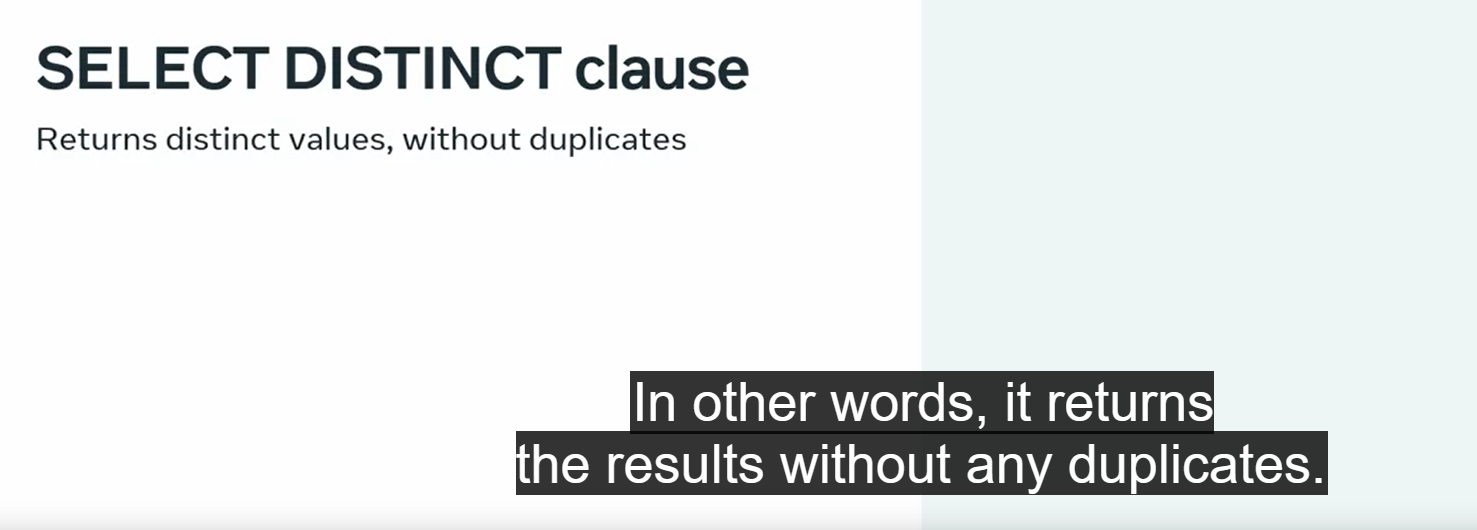 SELECT DISTINCT clause
Returns distinct values, without duplicates
In other words, it returns
the results without any duplicates.